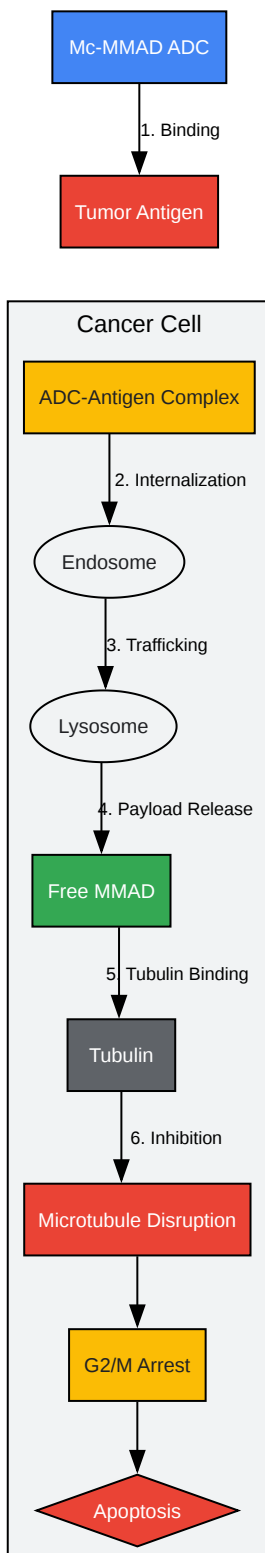 Mc-MMAD ADC
1. Binding
Tumor Antigen
Cancer Cell
ADC-Antigen Complex
2. Internalization
Endosome
3. Trafficking
Lysosome
4. Payload Release
Free MMAD
5. Tubulin Binding
Tubulin
6. Inhibition
Microtubule Disruption
G2/M Arrest
Apoptosis